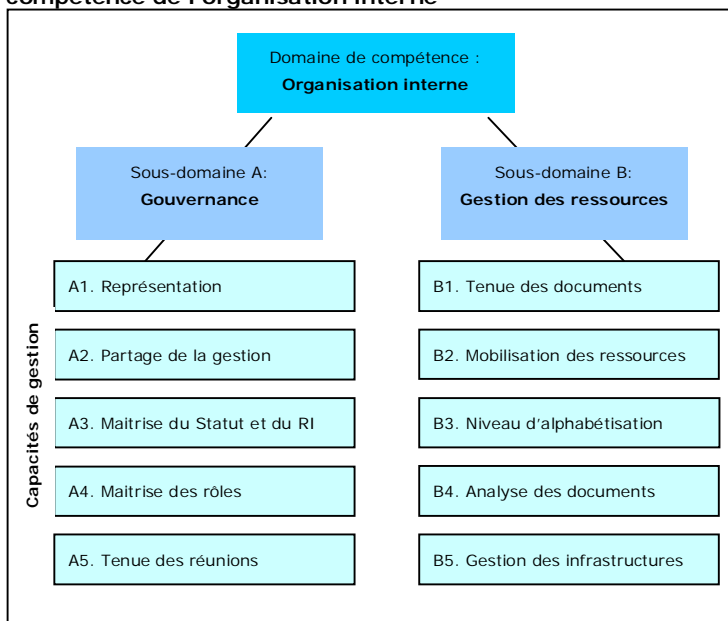 compétence de l'organisation interne
Domaine de compétence :
Organisation interne
Sous-domaine A:
Gouvernance
Sous-domaine B:
Gestion des ressources
Capacités de gestion
A1. Représentation
A2. Partage de la gestion
A3. Maitrise du Statut et du RI
A4. Maitrise des rôles
A5. Tenue des réunions
B1. Tenue des documents
B2. Mobilisation des ressources
B3. Niveau d'alphabétisation
B4. Analyse des documents
B5. Gestion des infrastructures